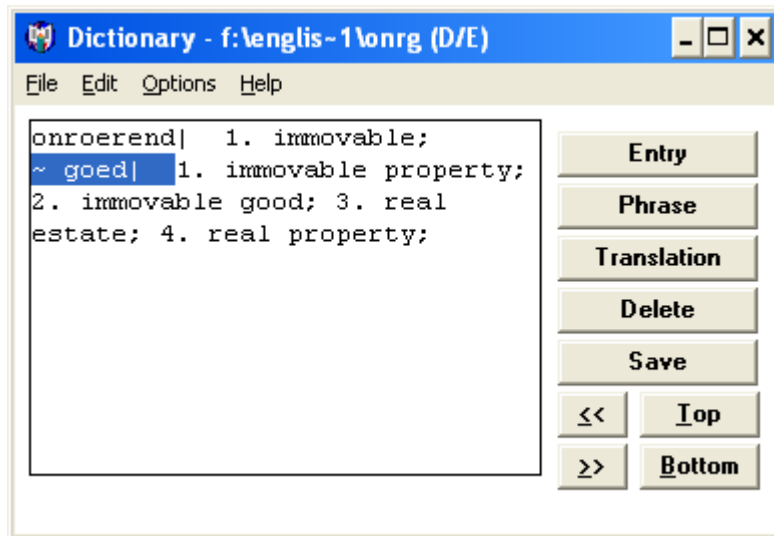 Dictionary - f:\englis~1\onrg (D/E)
File Edit Options Help
onroerend| 1. immovable;
~ goed| 1. immovable property;
2. immovable good; 3. real
estate; 4. real property;
Entry
Phrase
Translation
Delete
Save
<< Top
>> Bottom